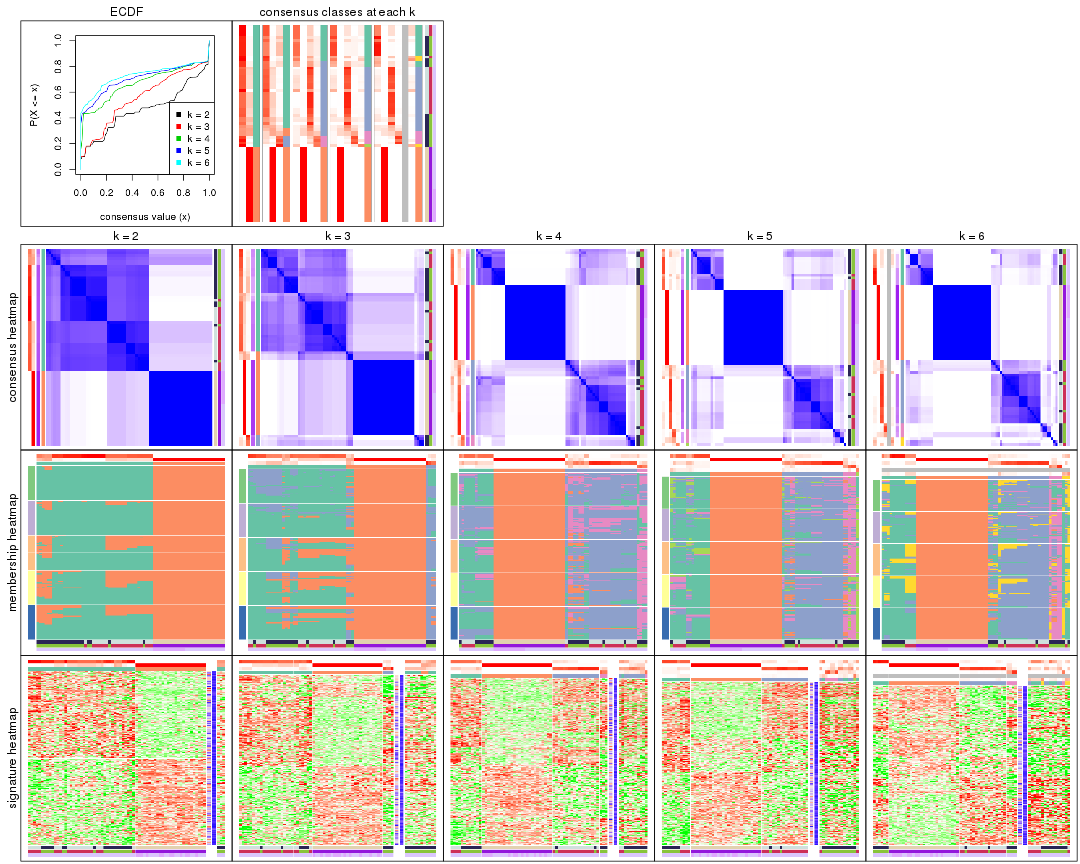 ECDF
consensus classes at each k
P(X <= x)
0.0 0.2 0.4 0.6 0.8 1.0
k = 2
k = 3
k = 4
k = 5
k = 6
0.0 0.2 0.4 0.6 0.8 1.0
consensus value (x)
k = 2
k = 3
k = 4
k = 5
k = 6
consensus heatmap
membership heatmap
signature heatmap